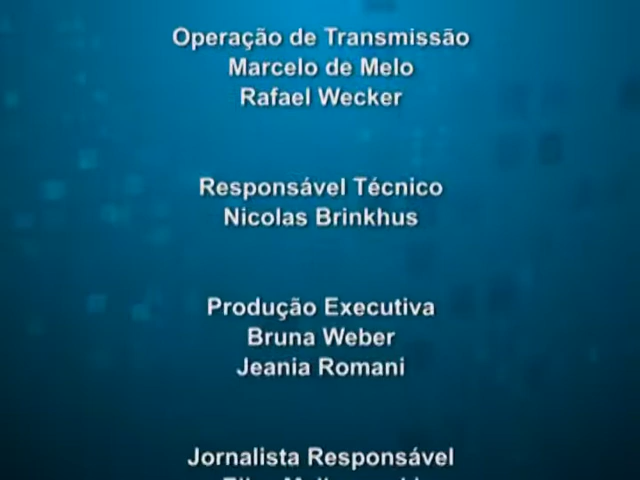 Operação de Transmissão
Marcelo de Melo
Rafael Wecker
Responsável Técnico
Nicolas Brinkhus
Produção Executiva
Bruna Weber
Jeania Romani
Jornalista Responsável